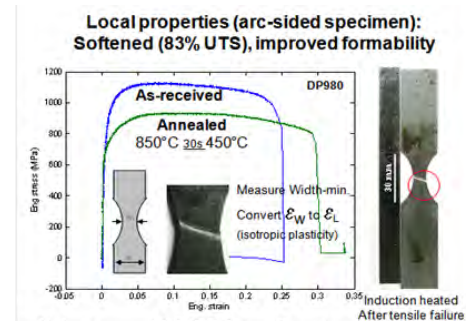 Local properties (arc-sided specimen):
Softened (83% UTS), improved formability
1200
1000
800
600
400
200
0
-200
Eng stress (MPa)
DP980
As-received
Annealed
850°C 30s 450°C
Measure Width-min
Convert ℰW to ℰL
(isotropic plasticity)
-0.05 0 0.05 0.1 0.15 0.2 0.25 0.3 0.35
Eng. strain
30 mm
Induction heated
After tensile failure